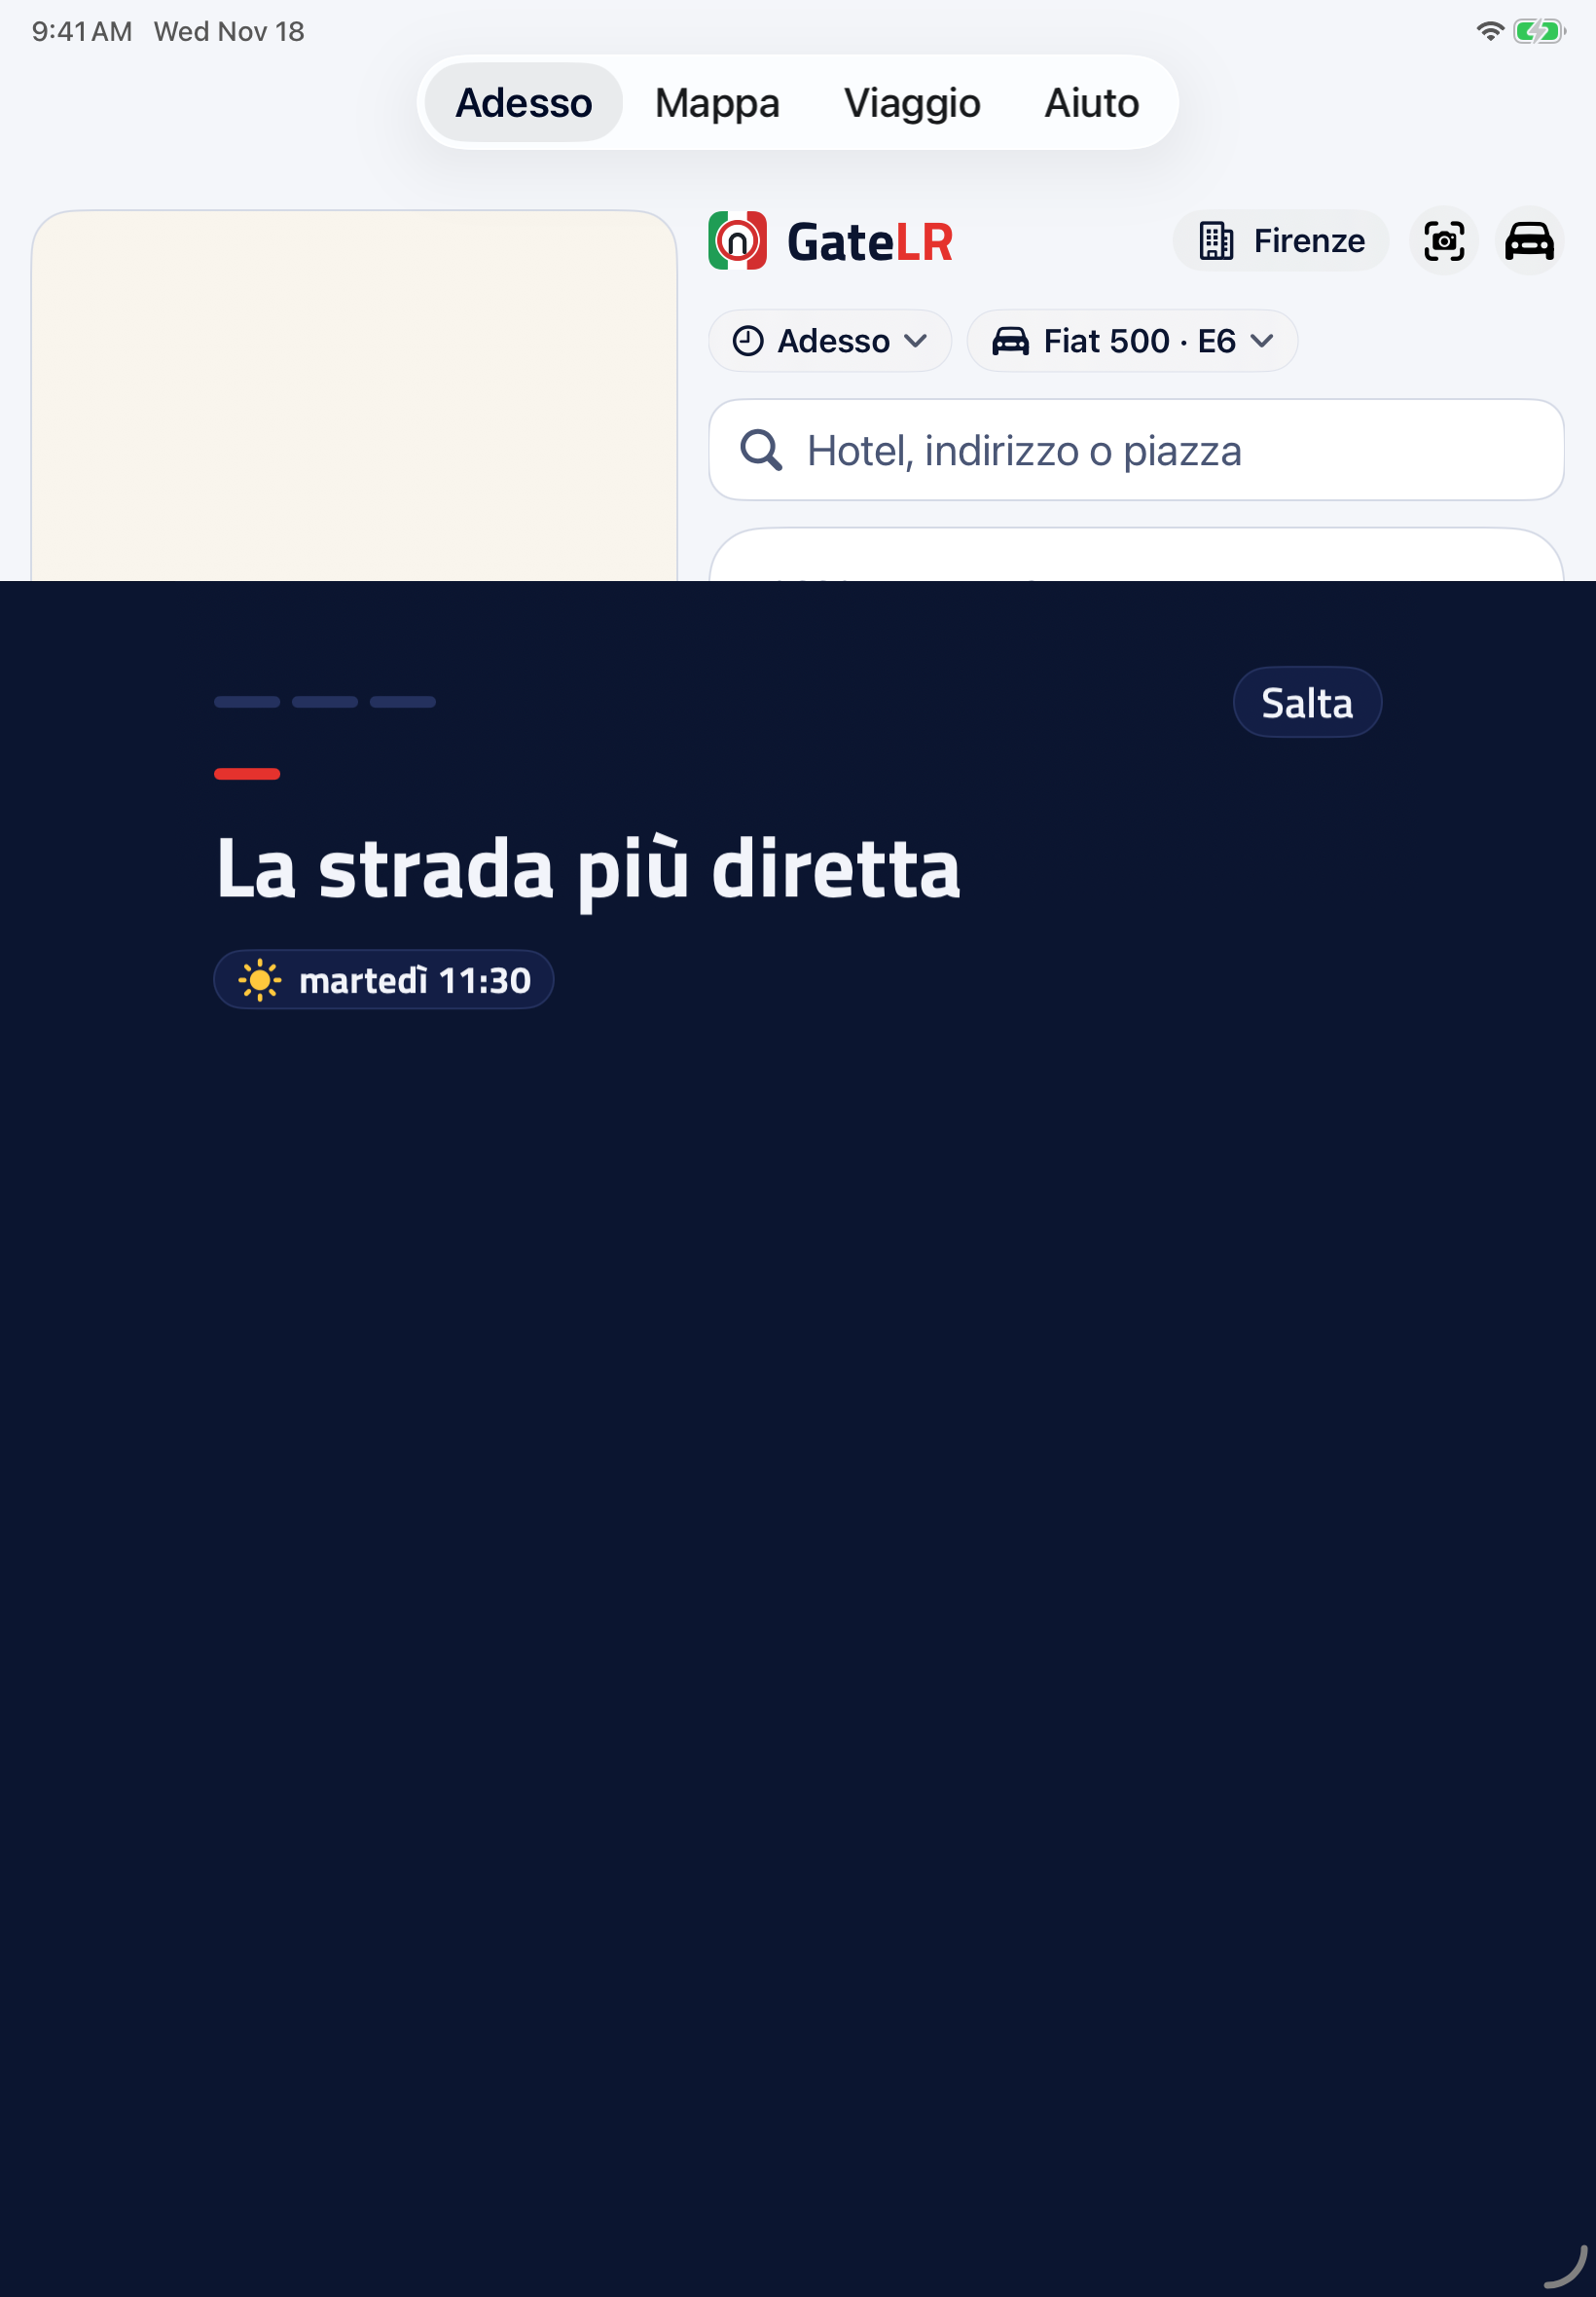 9:41 AM Wed Nov 18
Adesso Mappa Viaggio Aiuto
GateLR Firenze
Adesso Fiat 500 · E6
Hotel, indirizzo o piazza
Salta
La strada più diretta
martedì 11:30